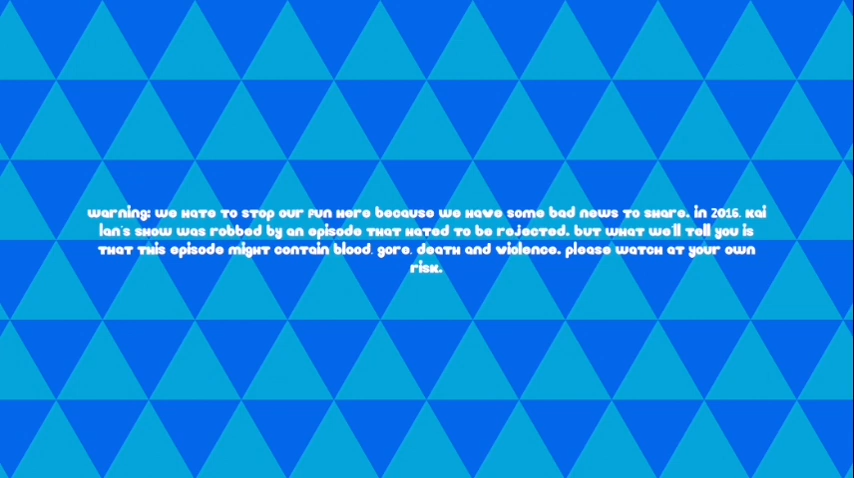 warning: we hate to stop our fun here because we have some bad news to share. in 2016. kai
lan's show was robbed by an episode that hated to be rejected. but what we'll tell you is
that this episode might contain blood. gore. death and violence. please watch at your own
risk.